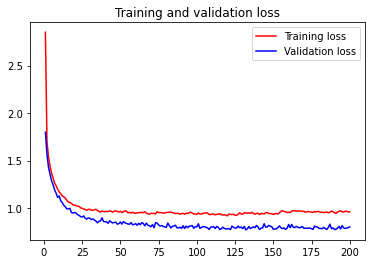 Training and validation loss
Training loss
Validation loss
2.5
2.0
1.5
1.0
0 25 50 75 100 125 150 175 200